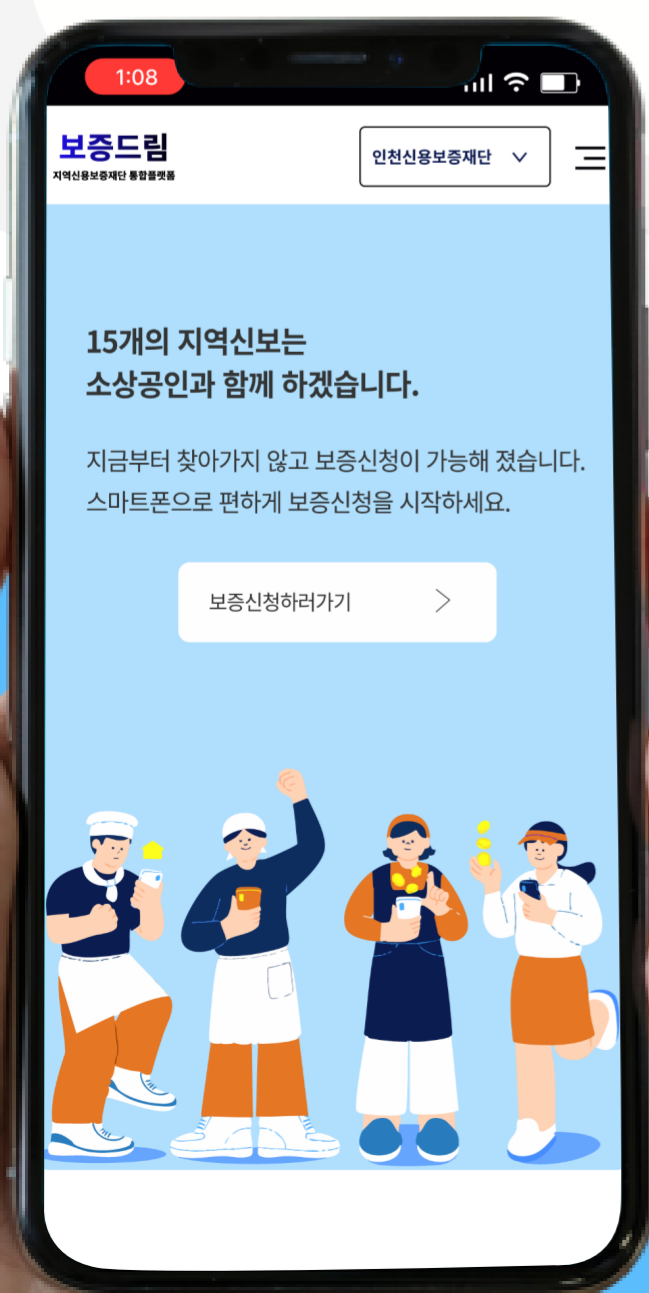 1:08
보증드림
지역신용보증재단 통합플랫폼
인천신용보증재단
15개의 지역신보는
소상공인과 함께 하겠습니다.
지금부터 찾아가지 않고 보증신청이 가능해 졌습니다.
스마트폰으로 편하게 보증신청을 시작하세요.
보증신청하러가기